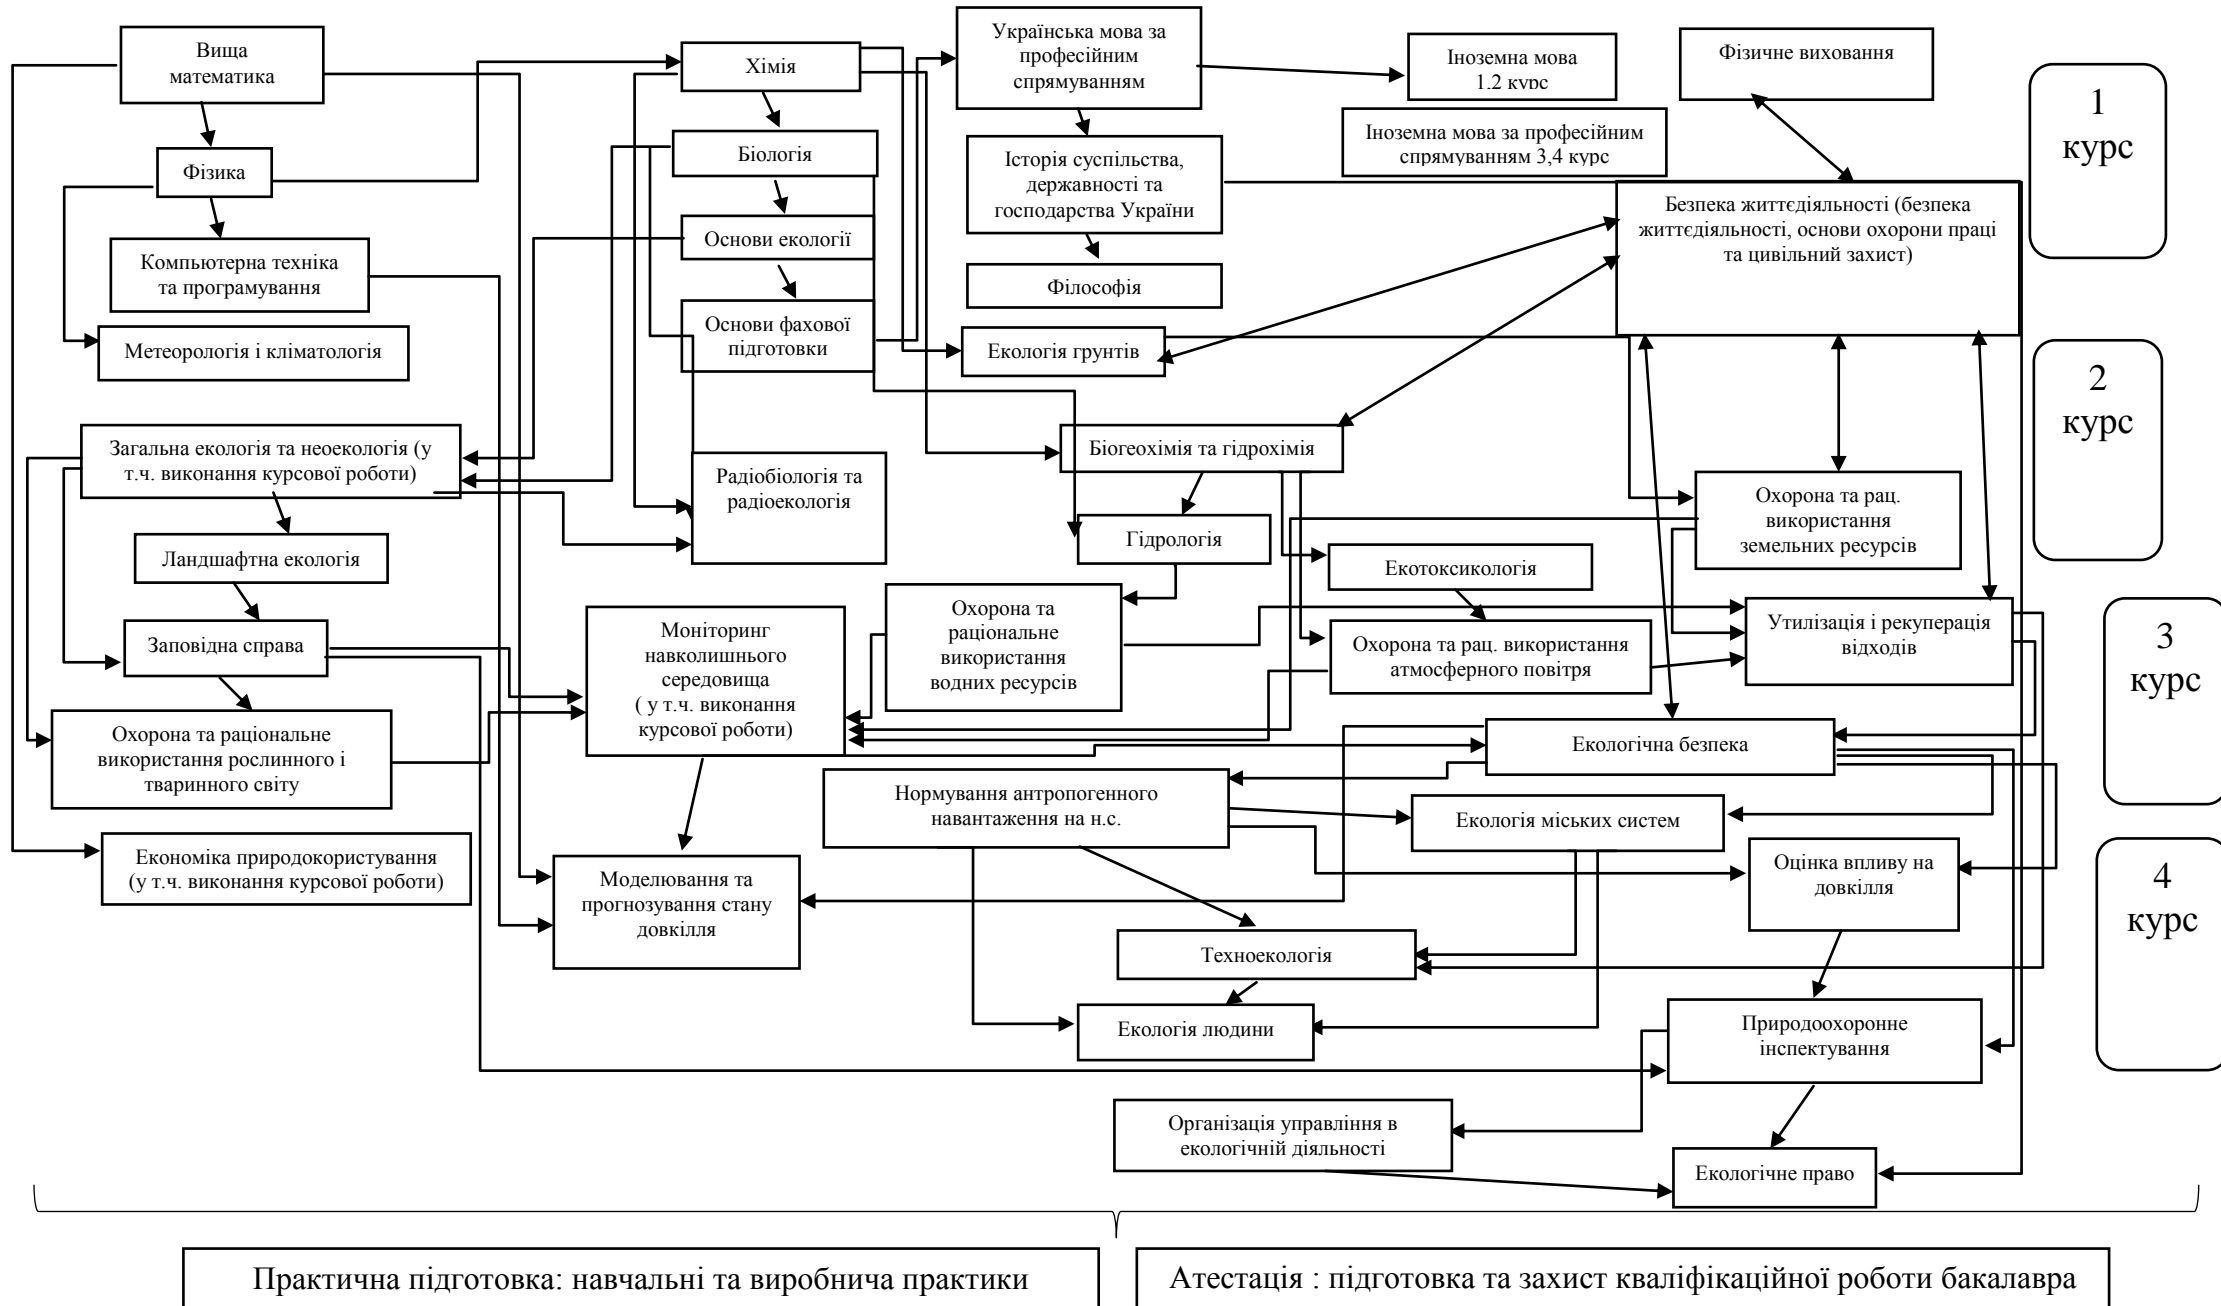 Вища
математика
Хімія
Українська мова за
професійним
спрямуванням
Іноземна мова
1,2 курс
Фізичне виховання
1
курс
Фізика
Біологія
Історія суспільства,
державності та
господарства України
Іноземна мова за професійним
спрямуванням 3,4 курс
Безпека життєдіяльності (безпека
життєдіяльності, основи охорони праці
та цивільний захист)
Компьютерна техніка
та програмування
Основи екології
Філософія
Метеорологія і кліматологія
Основи фахової
підготовки
Екологія грунтів
2
курс
Загальна екологія та неоекологія (у
т.ч. виконання курсової роботи)
Радіобіологія та
радіоекологія
Біогеохімія та гідрохімія
Гідрологія
Охорона та рац.
використання
земельних ресурсів
Ландшафтна екологія
Екотоксикологія
Заповідна справа
Моніторинг
навколишнього
середовища
( у т.ч. виконання
курсової роботи)
Охорона та
раціональне
використання
водних ресурсів
Охорона та рац. використання
атмосферного повітря
Утилізація і рекуперація
відходів
3
курс
Охорона та раціональне
використання рослинного і
тваринного світу
Екологічна безпека
Нормування антропогенного
навантаження на н.с.
Екологія міських систем
Економіка природокористування
(у т.ч. виконання курсової роботи)
Моделювання та
прогнозування стану
довкілля
Оцінка впливу на
довкілля
4
курс
Техноекологія
Екологія людини
Природоохоронне
інспектування
Організація управління в
екологічній діяльності
Екологічне право
Практична підготовка: навчальні та виробнича практики
Атестація : підготовка та захист кваліфікаційної роботи бакалавра